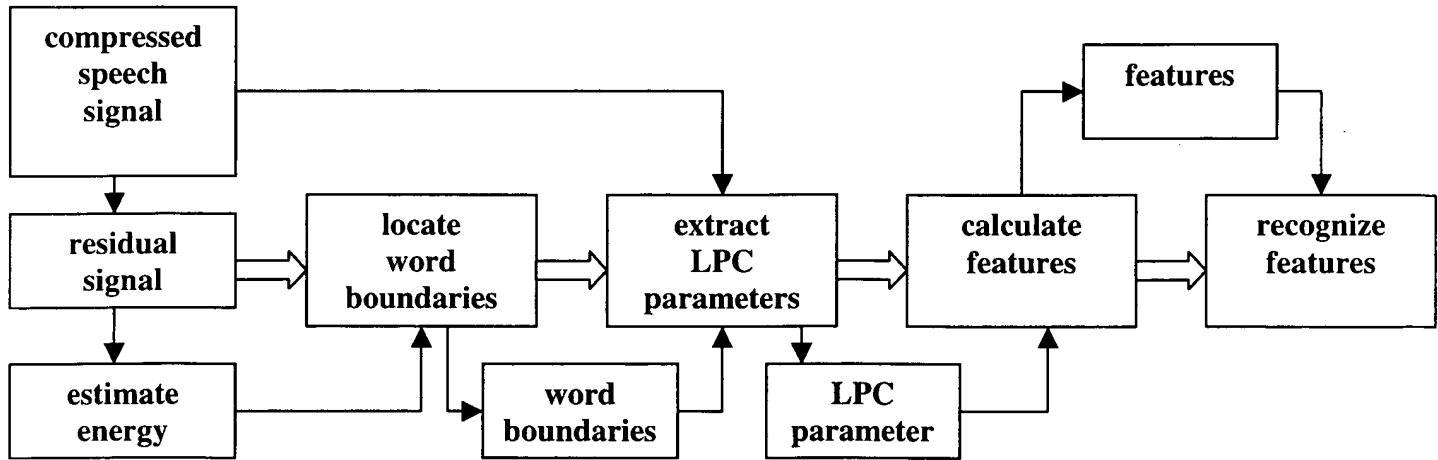 compressed
speech
signal
features
residual
signal
locate
word
boundaries
extract
LPC
parameters
calculate
features
recognize
features
estimate
energy
word
boundaries
LPC
parameter